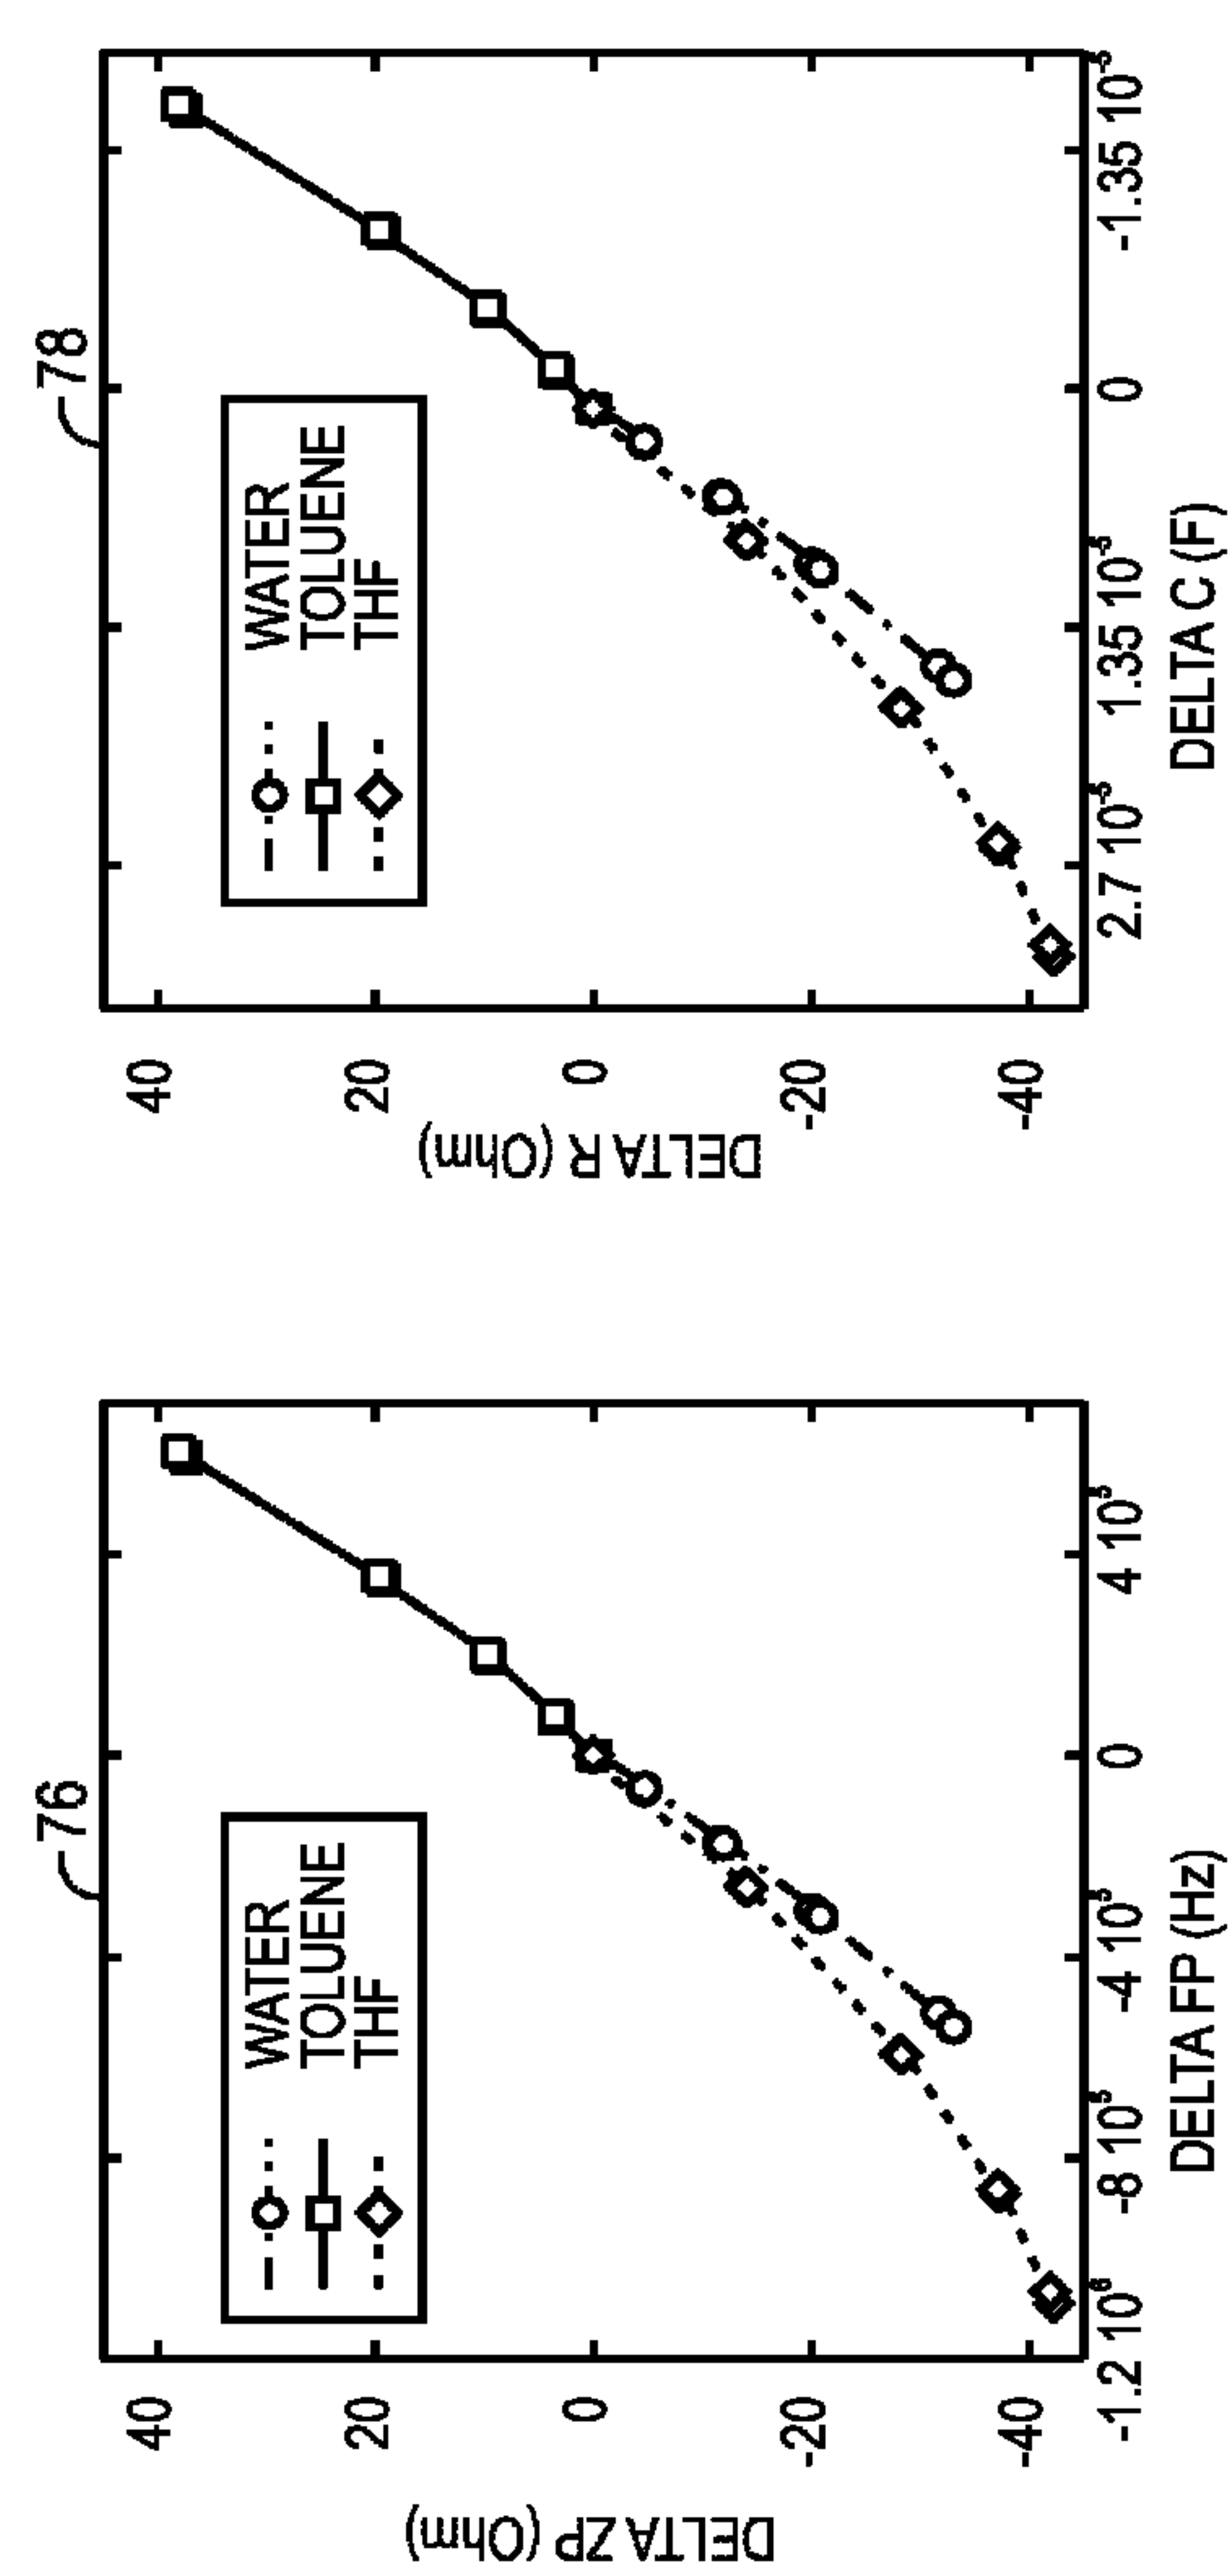 76
WATER
TOLUENE
THF
40
20
0
-20
-40
DELTA ZP (Ohm)
-1.2 10⁶
-8 10⁵
-4 10⁵
0
4 10⁵
DELTA FP (Hz)
78
WATER
TOLUENE
THF
40
20
0
-20
-40
DELTA R (Ohm)
2.7 10⁻⁵
1.35 10⁻⁵
0
-1.35 10⁻⁵
DELTA C (F)